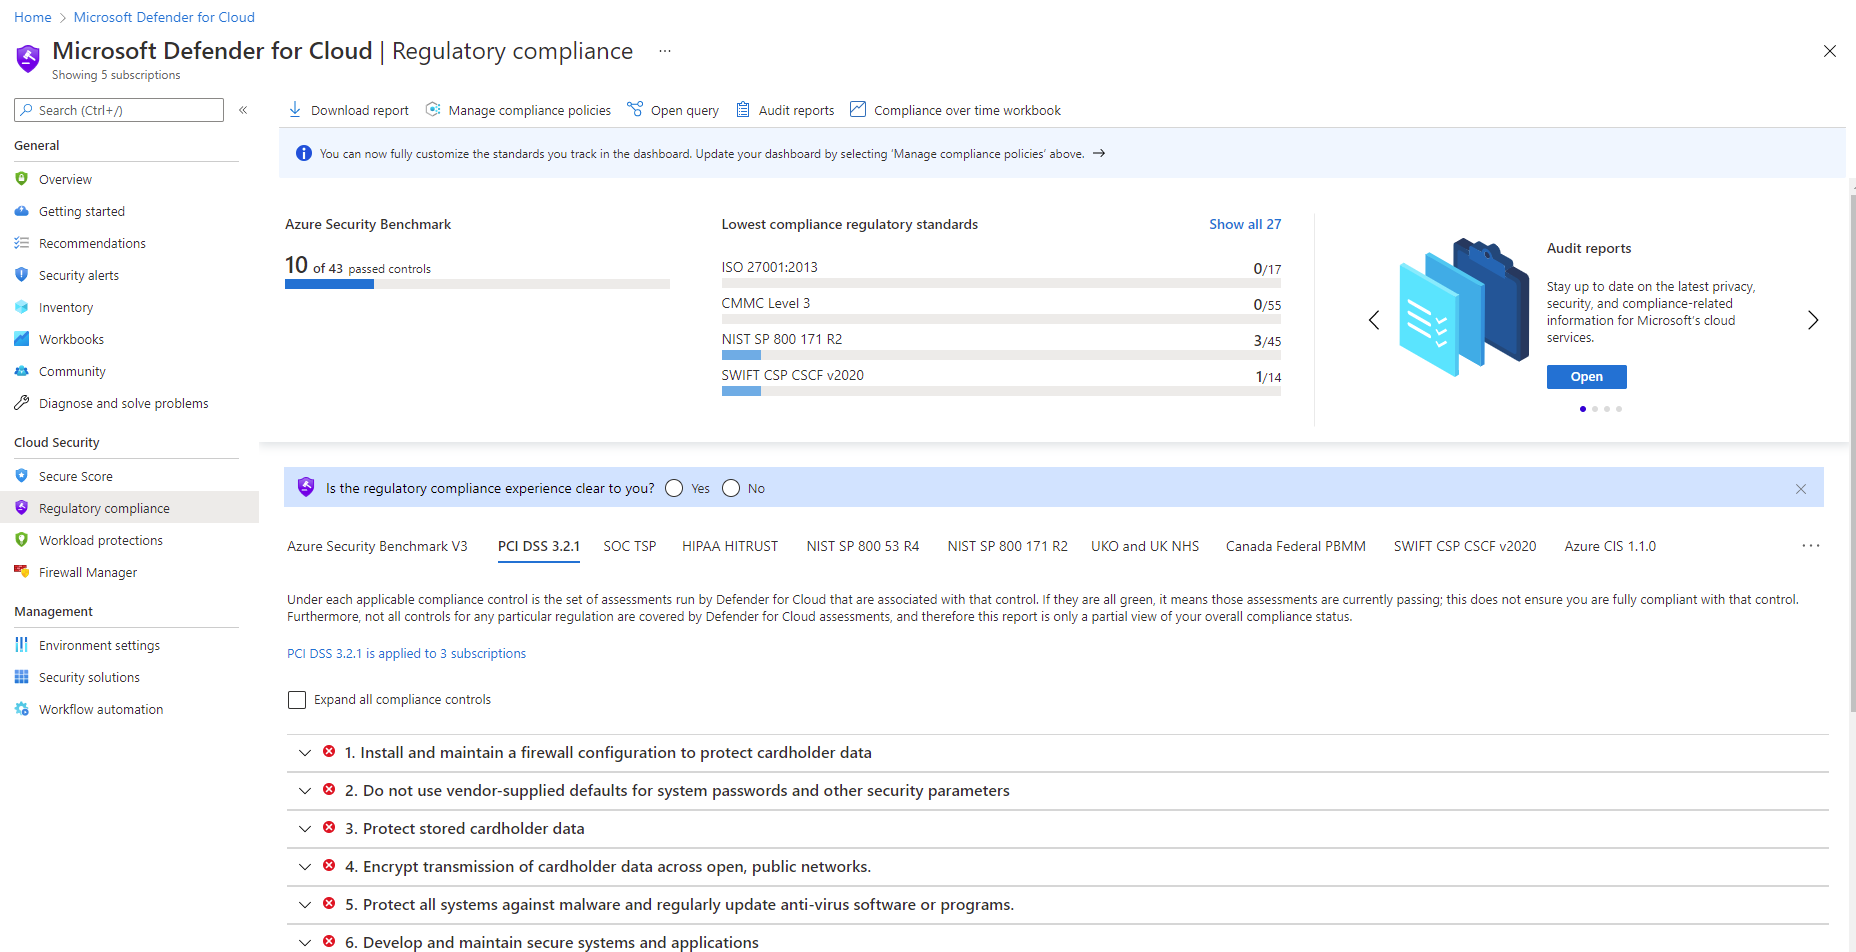 Home > Microsoft Defender for Cloud
Microsoft Defender for Cloud | Regulatory compliance ...
Showing 5 subscriptions
Search (Ctrl+/) «
General
Overview
Getting started
Recommendations
Security alerts
Inventory
Workbooks
Community
Diagnose and solve problems
Cloud Security
Secure Score
Regulatory compliance
Workload protections
Firewall Manager
Management
Environment settings
Security solutions
Workflow automation
Download report Manage compliance policies Open query Audit reports Compliance over time workbook
You can now fully customize the standards you track in the dashboard. Update your dashboard by selecting 'Manage compliance policies' above. →
Azure Security Benchmark
10 of 43 passed controls
Lowest compliance regulatory standards Show all 27
ISO 27001:2013 0/17
CMMC Level 3 0/55
NIST SP 800 171 R2 3/45
SWIFT CSP CSCF v2020 1/14
Audit reports
Stay up to date on the latest privacy,
security, and compliance-related
information for Microsoft's cloud
services.
Open
Is the regulatory compliance experience clear to you? Yes No
Azure Security Benchmark V3 PCI DSS 3.2.1 SOC TSP HIPAA HITRUST NIST SP 800 53 R4 NIST SP 800 171 R2 UKO and UK NHS Canada Federal PBMM SWIFT CSP CSCF v2020 Azure CIS 1.1.0 ...
Under each applicable compliance control is the set of assessments run by Defender for Cloud that are associated with that control. If they are all green, it means those assessments are currently passing; this does not ensure you are fully compliant with that control.
Furthermore, not all controls for any particular regulation are covered by Defender for Cloud assessments, and therefore this report is only a partial view of your overall compliance status.
PCI DSS 3.2.1 is applied to 3 subscriptions
Expand all compliance controls
1. Install and maintain a firewall configuration to protect cardholder data
2. Do not use vendor-supplied defaults for system passwords and other security parameters
3. Protect stored cardholder data
4. Encrypt transmission of cardholder data across open, public networks.
5. Protect all systems against malware and regularly update anti-virus software or programs.
6. Develop and maintain secure systems and applications